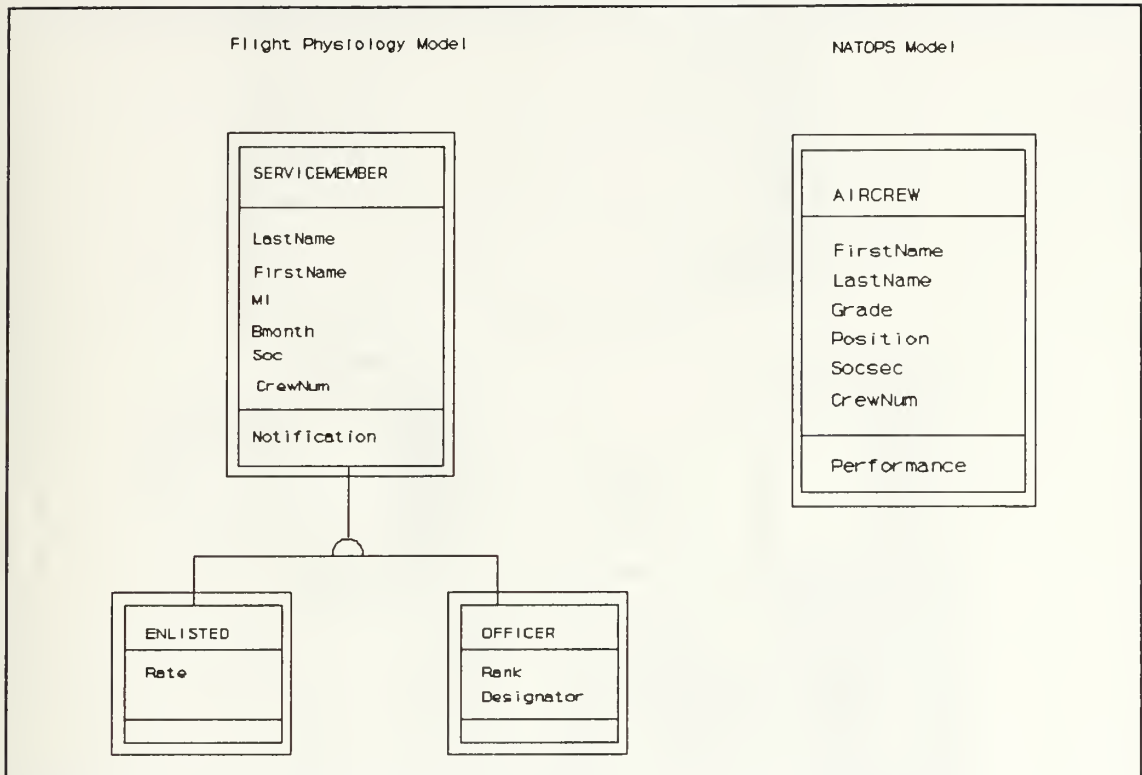 Flight Physiology Model
SERVICEMEMBER
LastName
FirstName
MI
Bmonth
Soc
CrewNum
Notification
ENLISTED
Rate
OFFICER
Rank
Designator
NATOPS Model
AIRCREW
FirstName
LastName
Grade
Position
Socsec
CrewNum
Performance